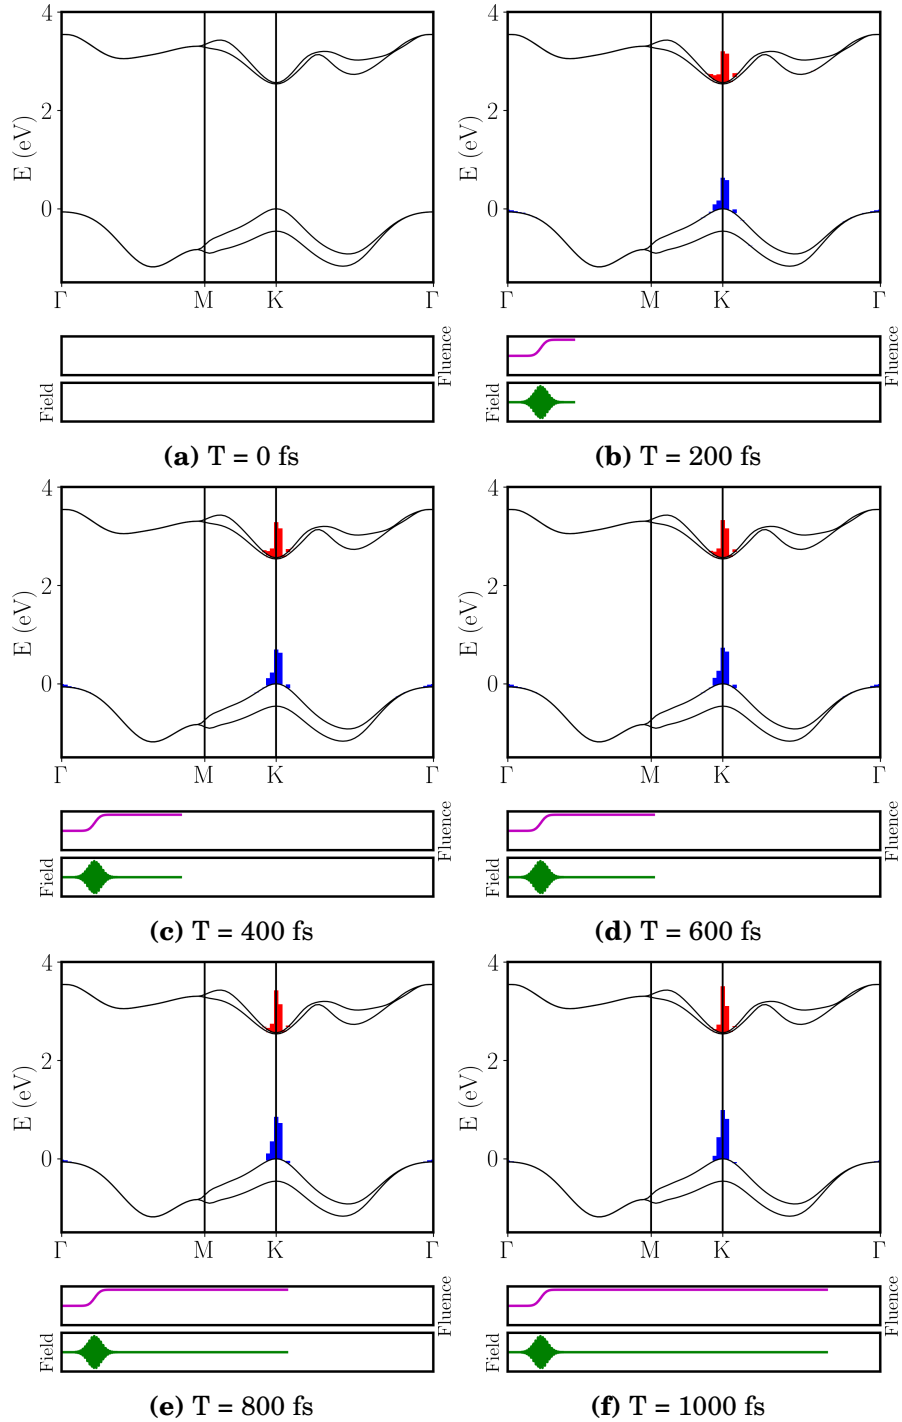 4
2
0
E (eV)
Γ M K Γ
Fluence
Field
(a) T = 0 fs
4
2
0
E (eV)
Γ M K Γ
Fluence
Field
(b) T = 200 fs
4
2
0
E (eV)
Γ M K Γ
Fluence
Field
(c) T = 400 fs
4
2
0
E (eV)
Γ M K Γ
Fluence
Field
(d) T = 600 fs
4
2
0
E (eV)
Γ M K Γ
Fluence
Field
(e) T = 800 fs
4
2
0
E (eV)
Γ M K Γ
Fluence
Field
(f) T = 1000 fs